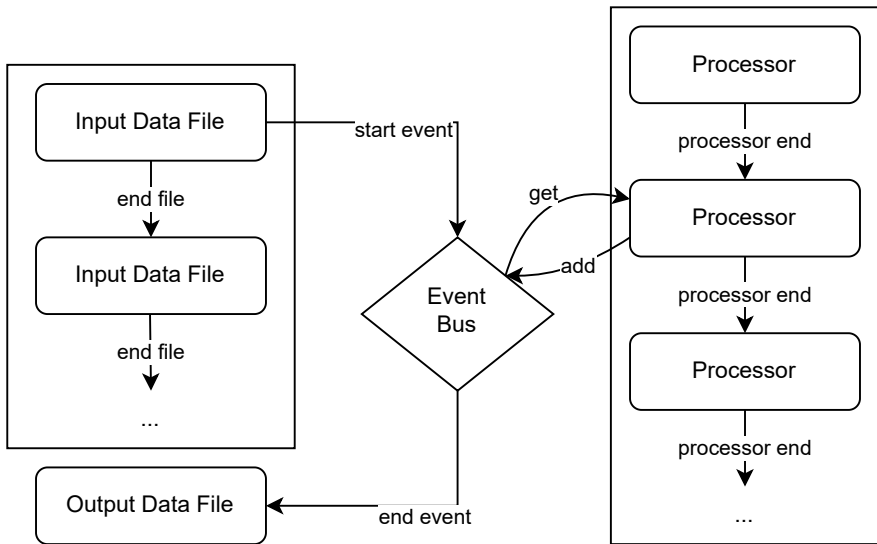 Input Data File
end file
Input Data File
end file
...
Output Data File
start event
Event
Bus
end event
get
add
Processor
processor end
Processor
processor end
Processor
processor end
...